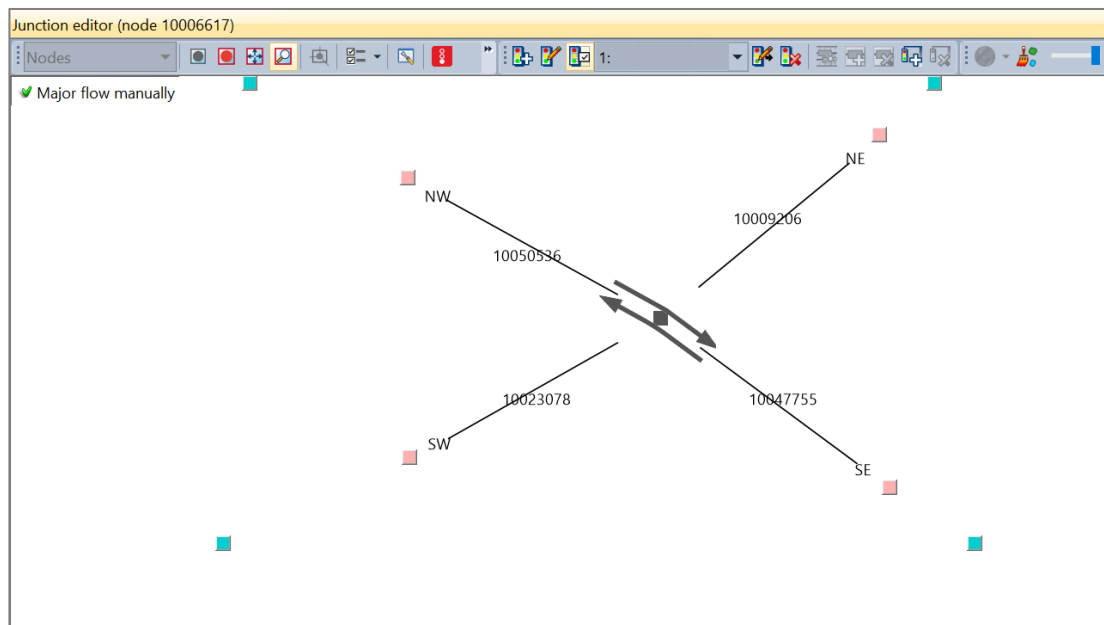 Junction editor (node 10006617)
Nodes
1:
Major flow manually
NE
NW
10009206
10050536
10023078
10047755
SW
SE